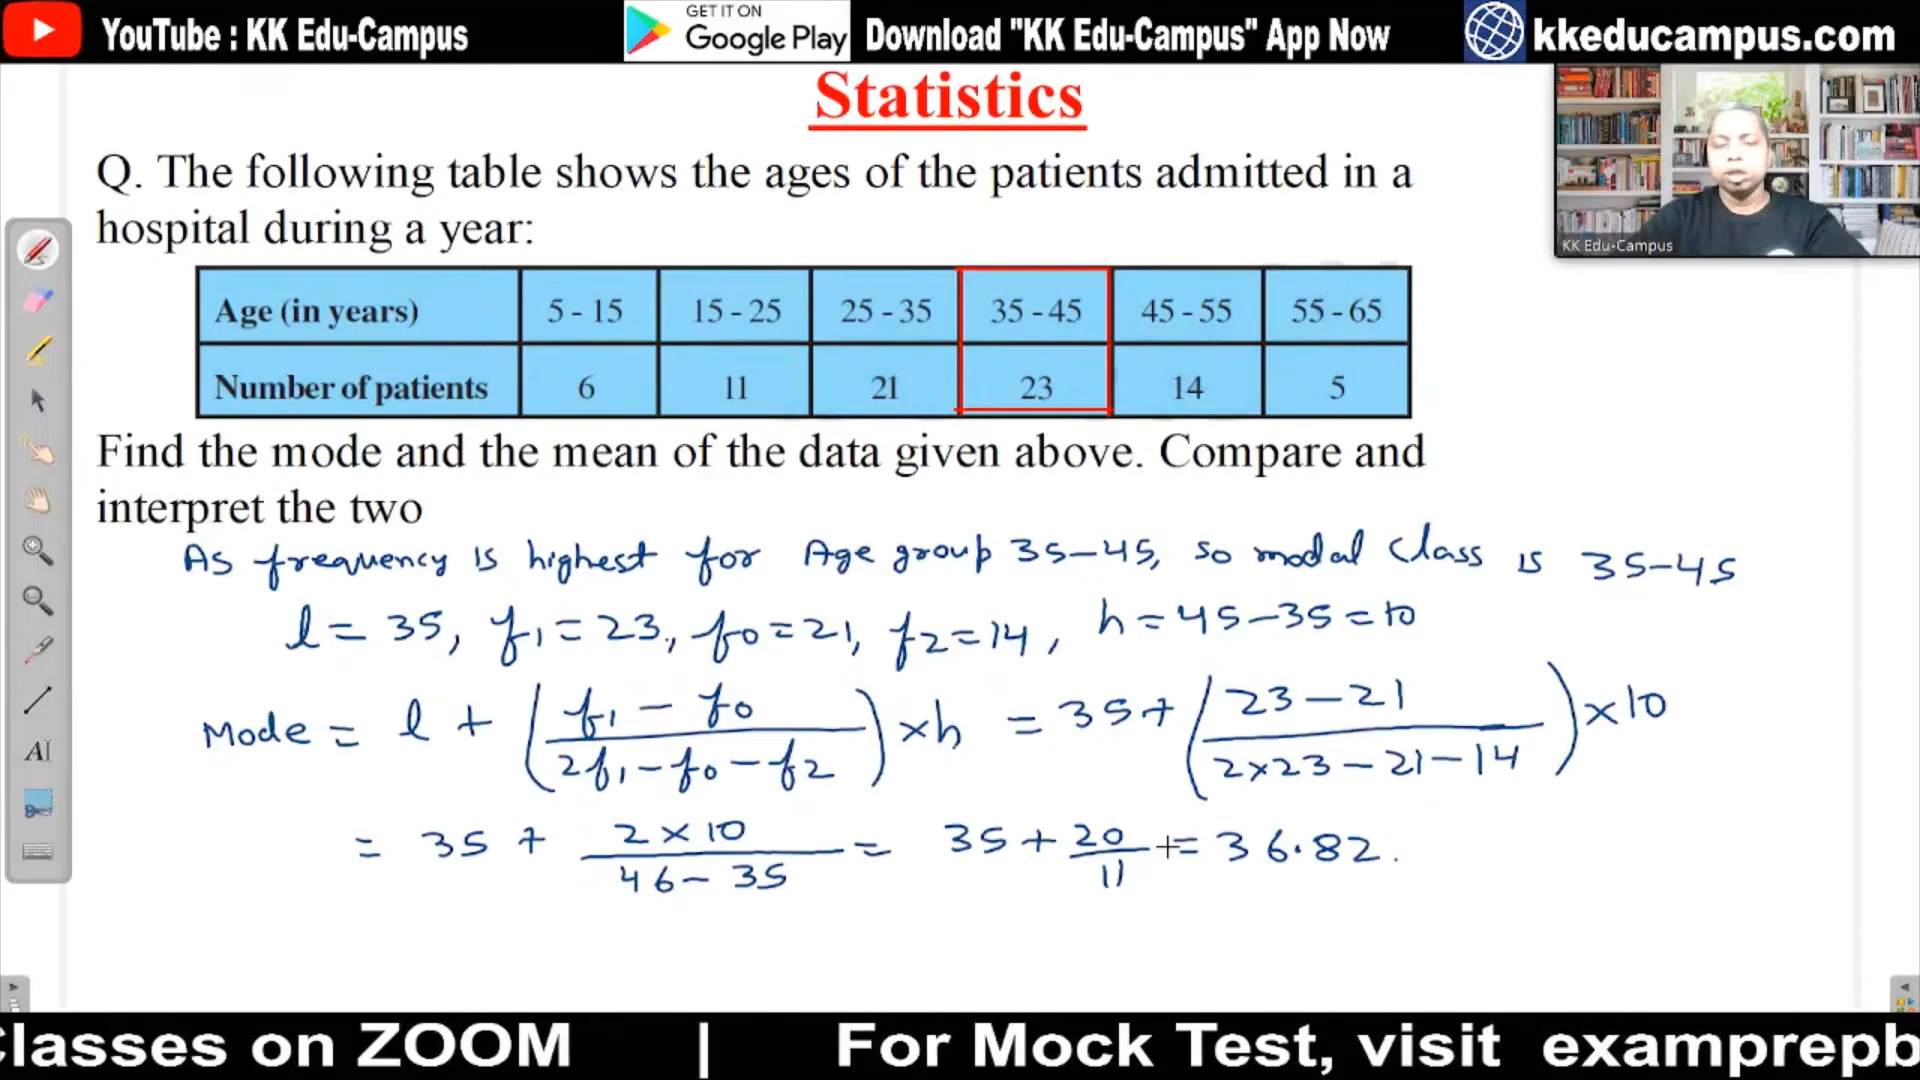 YouTube : KK Edu-Campus
GET IT ON
Google Play
Download "KK Edu-Campus" App Now
kkeducampus.com
Statistics
KK Edu-Campus
Q. The following table shows the ages of the patients admitted in a
hospital during a year:
Age (in years) 5 - 15 15 - 25 25 - 35 35 - 45 45 - 55 55 - 65
Number of patients 6 11 21 23 14 5
Find the mode and the mean of the data given above. Compare and
interpret the two
As frequency is highest for Age group 35-45, so modal class is 35-45
l = 35, f1 = 23, f0 = 21, f2 = 14, h = 45-35 = 10
Mode = l + ( f1 - f0 / 2f1 - f0 - f2 ) × h = 35 + ( 23 - 21 / 2×23 - 21 - 14 ) × 10
= 35 + 2 × 10 / 46 - 35 = 35 + 20 / 11 = 36.82.
AI
Classes on ZOOM | For Mock Test, visit examprepb